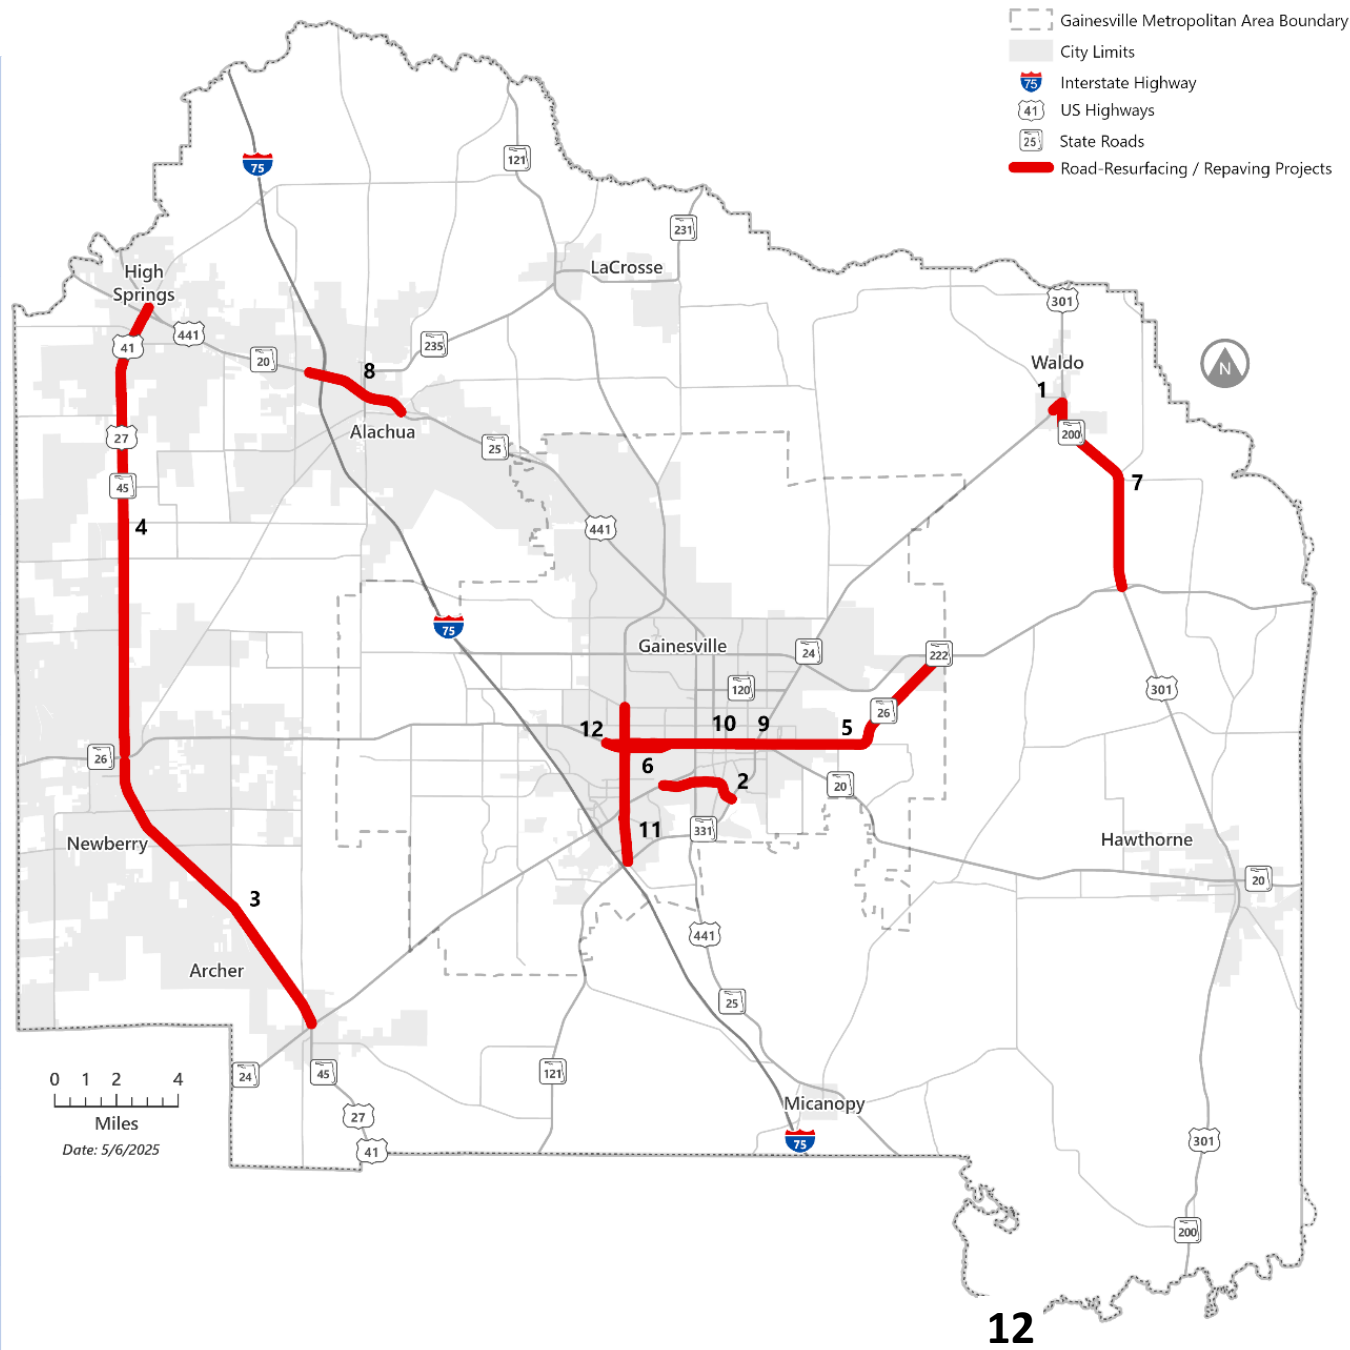 Gainesville Metropolitan Area Boundary
City Limits
75 Interstate Highway
41 US Highways
25 State Roads
Road-Resurfacing / Repaving Projects
75
121
231
LaCrosse
High
Springs
301
441
41
235
20
8
Waldo
1
N
27
Alachua
25
200
45
7
4
441
75
Gainesville
24
222
120
301
26
12
10
9
5
26
6
2
20
11
331
Newberry
Hawthorne
20
3
441
Archer
25
24
45
121
0 1 2 4
Miles
Date: 5/6/2025
27
41
Micanopy
75
301
200
12